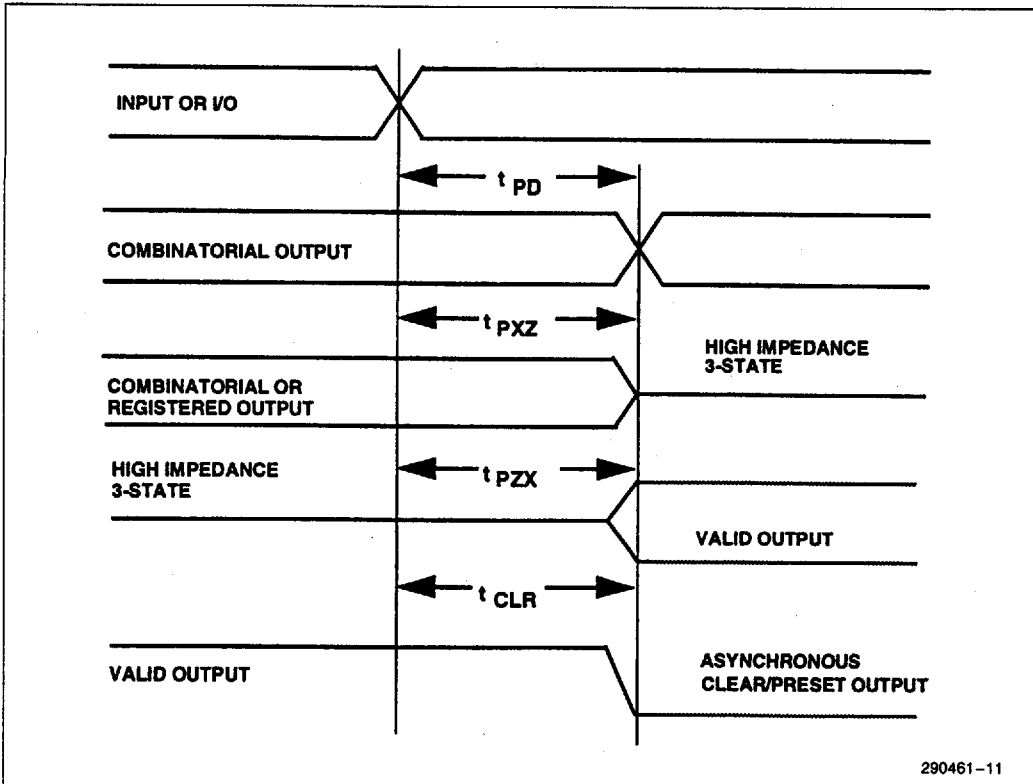 INPUT OR I/O
t PD
COMBINATORIAL OUTPUT
t PXZ
HIGH IMPEDANCE
3-STATE
COMBINATORIAL OR
REGISTERED OUTPUT
HIGH IMPEDANCE
3-STATE
t PZX
VALID OUTPUT
t CLR
VALID OUTPUT
ASYNCHRONOUS
CLEAR/PRESET OUTPUT
290461-11